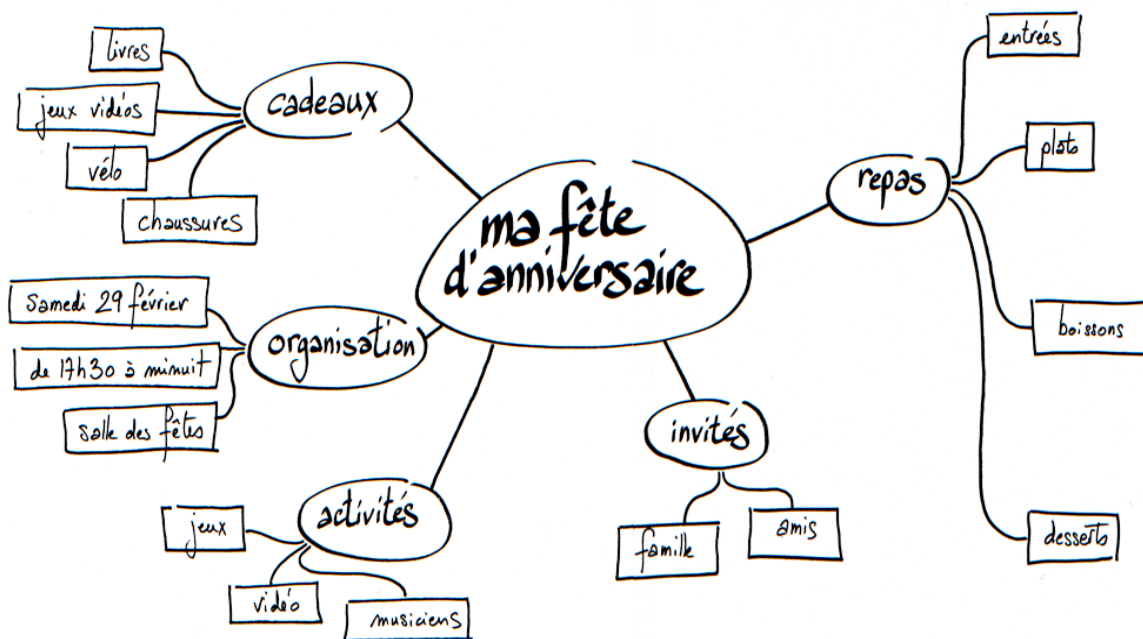 ma fête
d'anniversaire
cadeaux
livres
jeux vidéos
vélo
chaussures
organisation
samedi 29 février
de 17h30 à minuit
salle des fêtes
activités
jeux
vidéo
musiciens
invités
famille
amis
repas
entrées
plats
boissons
desserts